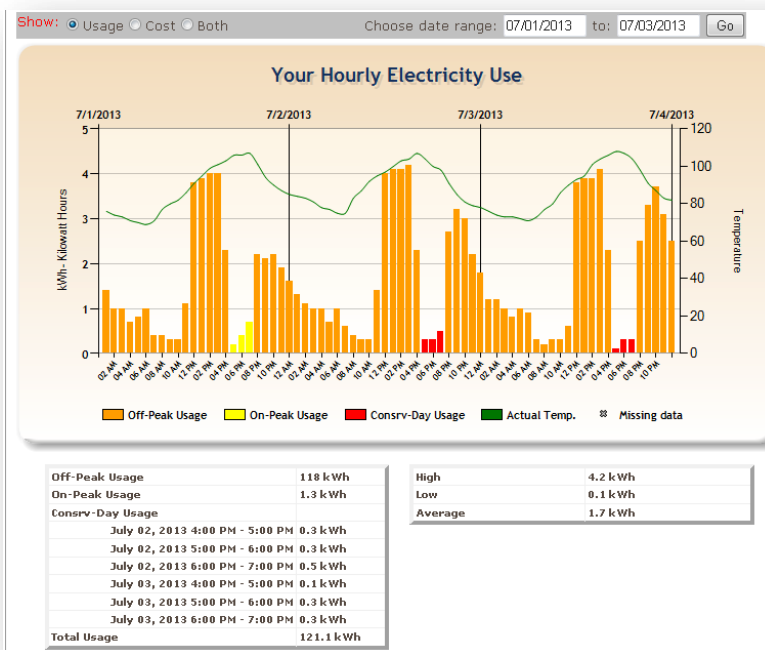 Show: Usage Cost Both Choose date range: 07/01/2013 to: 07/03/2013 Go
Your Hourly Electricity Use
7/1/2013 7/2/2013 7/3/2013 7/4/2013
5 120
100
4
80
3
60
2
40
1
20
0 0
kWh- Kilowatt Hours
Temperature
02 AM 04 AM 06 AM 08 AM 10 AM 12 PM 02 PM 04 PM 06 PM 08 PM 10 PM 12 AM 02 AM 04 AM 06 AM 08 AM 10 AM 12 PM 02 PM 04 PM 06 PM 08 PM 10 PM 12 AM 02 AM 04 AM 06 AM 08 AM 10 AM 12 PM 02 PM 04 PM 06 PM 08 PM 10 PM
Off-Peak Usage On-Peak Usage Consrv-Day Usage Actual Temp. Missing data
Off-Peak Usage 118 kWh
On-Peak Usage 1.3 kWh
Consrv-Day Usage
July 02, 2013 4:00 PM - 5:00 PM 0.3 kWh
July 02, 2013 5:00 PM - 6:00 PM 0.3 kWh
July 02, 2013 6:00 PM - 7:00 PM 0.5 kWh
July 03, 2013 4:00 PM - 5:00 PM 0.1 kWh
July 03, 2013 5:00 PM - 6:00 PM 0.3 kWh
July 03, 2013 6:00 PM - 7:00 PM 0.3 kWh
Total Usage 121.1 kWh
High 4.2 kWh
Low 0.1 kWh
Average 1.7 kWh